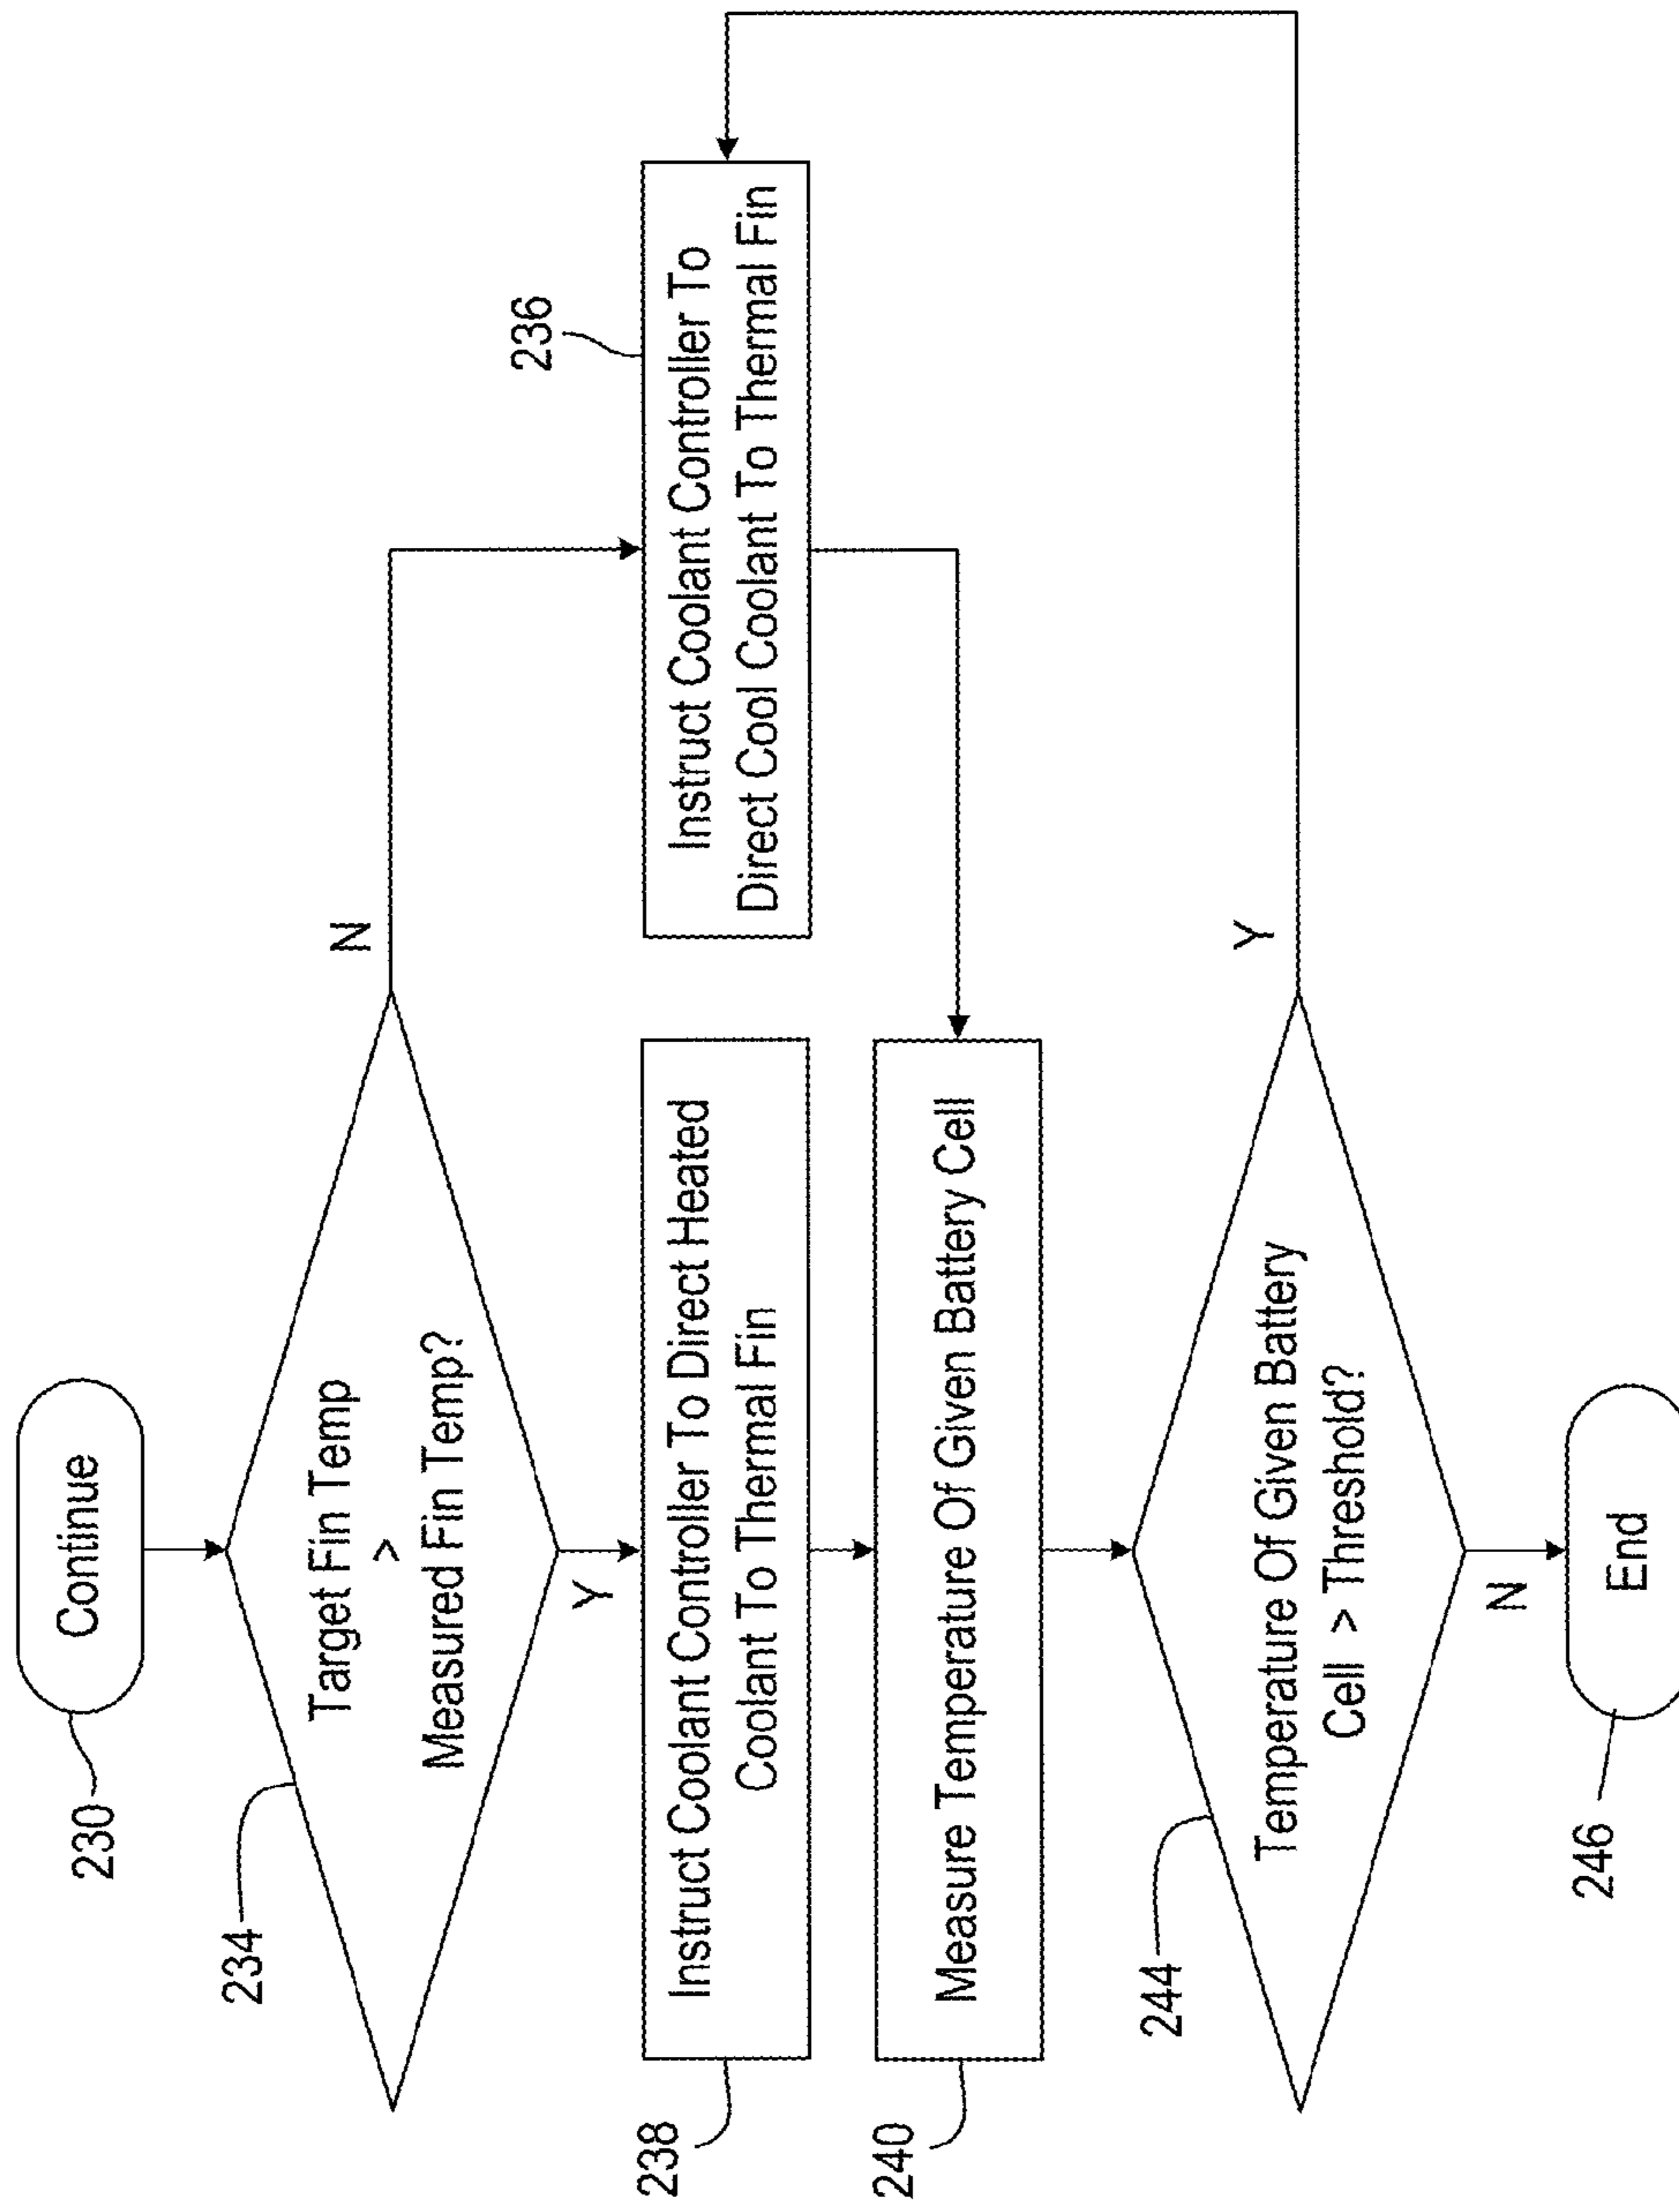 Continue
230
Target Fin Temp
>
Measured Fin Temp?
234
N
Y
Instruct Coolant Controller To
Direct Cool Coolant To Thermal Fin
236
Instruct Coolant Controller To Direct Heated
Coolant To Thermal Fin
238
Measure Temperature Of Given Battery Cell
240
Temperature Of Given Battery
Cell > Threshold?
244
Y
N
End
246